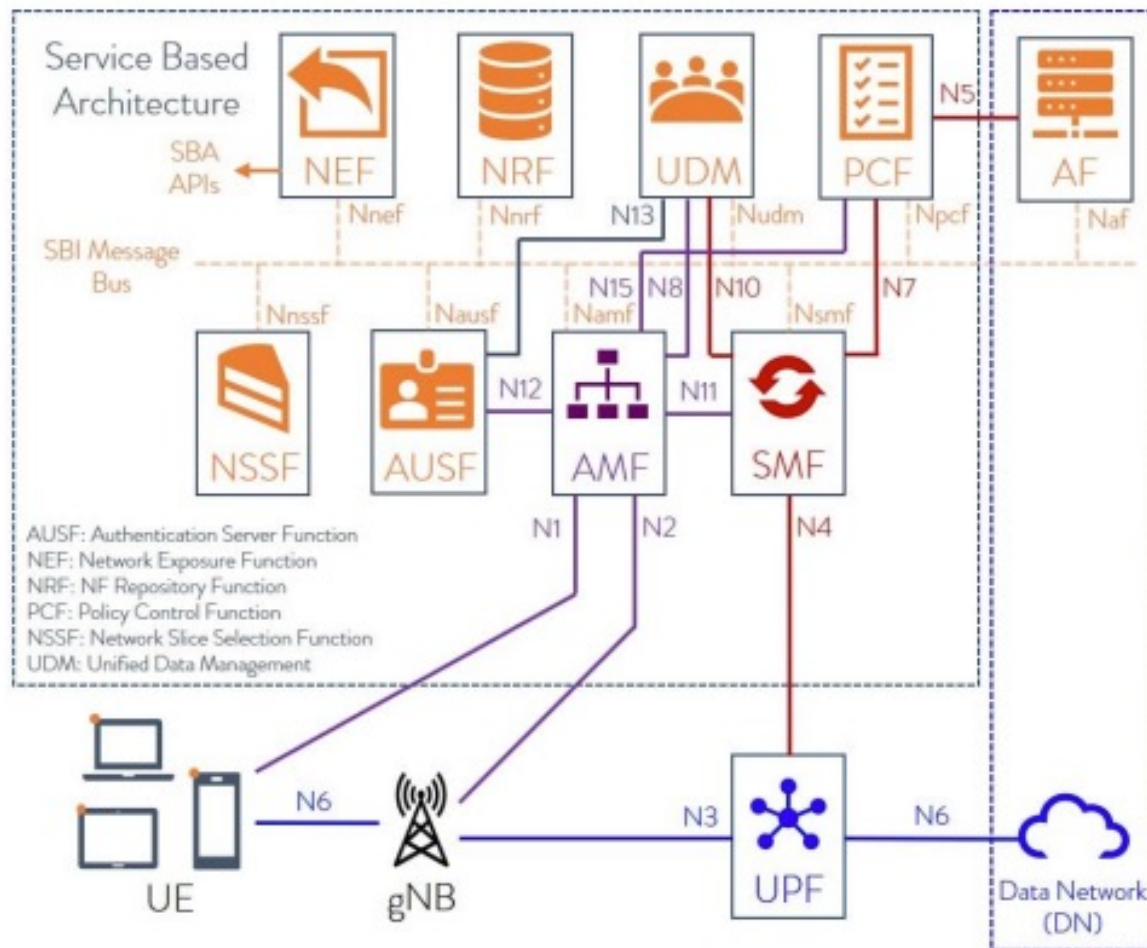 Service Based
Architecture
SBA
APIs
NEF
NRF
UDM
PCF
N5
AF
Nnef
Nnrf
N13
Nudm
Npcf
Naf
SBI Message
Bus
Nnssf
Nausf
N15
Namf
N8
N10
Nsmf
N7
NSSF
AUSF
N12
AMF
N11
SMF
AUSF: Authentication Server Function
NEF: Network Exposure Function
NRF: NF Repository Function
PCF: Policy Control Function
NSSF: Network Slice Selection Function
UDM: Unified Data Management
N1
N2
N4
N6
N3
N6
UE
gNB
UPF
Data Network
(DN)